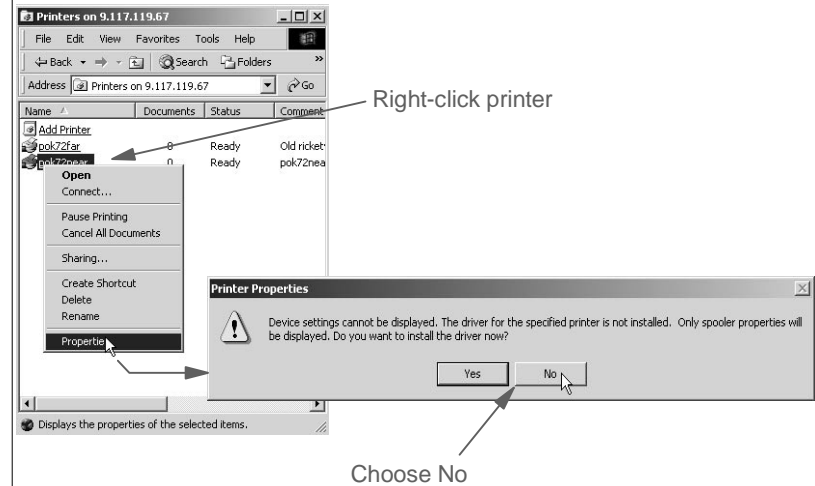 Printers on 9.117.119.67
File Edit View Favorites Tools Help
Back Search Folders »
Address Printers on 9.117.119.67 Go
Name Documents Status Comment
Add Printer
pok72far 0 Ready Old ricket
pok72near 0 Ready pok72nea
Right-click printer
Open
Connect...
Pause Printing
Cancel All Documents
Sharing...
Create Shortcut
Delete
Rename
Properties
Printer Properties
Device settings cannot be displayed. The driver for the specified printer is not installed. Only spooler properties will
be displayed. Do you want to install the driver now?
Yes No
Displays the properties of the selected items.
Choose No